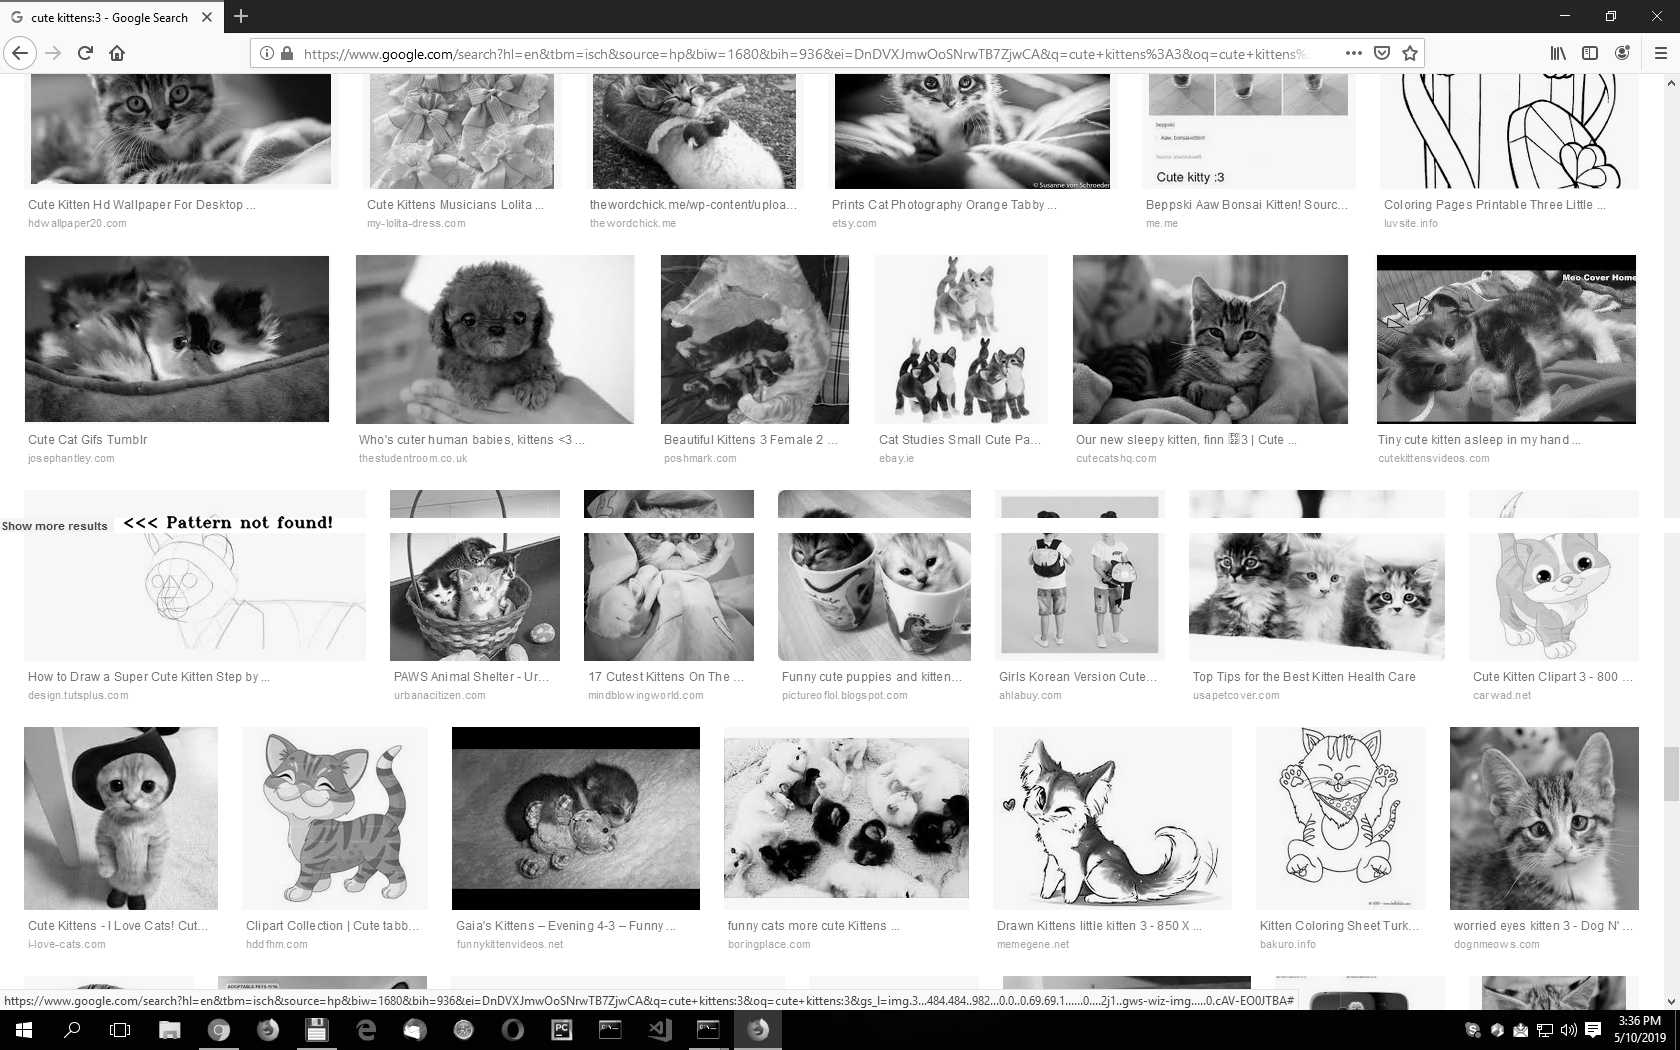 cute kittens:3 - Google Search
https://www.google.com/search?hl=en&tbm=isch&source=hp&biw=1680&bih=936&ei=DnDVXJmwOoSNrwTB7ZjwCA&q=cute+kittens%3A3&oq=cute+kittens%
beppski
Aaw, bonsai kitten!
Cute kitty :3
© Susanne von Schroeder
Cute Kitten Hd Wallpaper For Desktop ...
Cute Kittens Musicians Lolita ...
thewordchick.me/wp-content/uploa...
Prints Cat Photography Orange Tabby ...
Beppski Aaw Bonsai Kitten! Sourc...
Coloring Pages Printable Three Little ...
hdwallpaper20.com
my-lolita-dress.com
thewordchick.me
etsy.com
me.me
luvsite.info
Moo Cover Home
Cute Cat Gifs Tumblr
Who's cuter human babies, kittens <3 ...
Beautiful Kittens 3 Female 2 ...
Cat Studies Small Cute Pa...
Our new sleepy kitten, finn 3 | Cute ...
Tiny cute kitten asleep in my hand ...
josephantley.com
thestudentroom.co.uk
poshmark.com
ebay.ie
cutecatshq.com
cutekittensvideos.com
Show more results
<<< Pattern not found!
How to Draw a Super Cute Kitten Step by ...
PAWS Animal Shelter - Ur...
17 Cutest Kittens On The ...
Funny cute puppies and kitten...
Girls Korean Version Cute...
Top Tips for the Best Kitten Health Care
Cute Kitten Clipart 3 - 800 ...
design.tutsplus.com
urbanacitizen.com
mindblowingworld.com
pictureoflol.blogspot.com
ahlabuy.com
usapetcover.com
carwad.net
Cute Kittens - I Love Cats! Cut...
Clipart Collection | Cute tabb...
Gaia's Kittens – Evening 4-3 – Funny ...
funny cats more cute Kittens ...
Drawn Kittens little kitten 3 - 850 X ...
Kitten Coloring Sheet Turk...
worried eyes kitten 3 - Dog N' ...
i-love-cats.com
hddfhm.com
funnykittenvideos.net
boringplace.com
memegene.net
bakuro.info
dognmeows.com
https://www.google.com/search?hl=en&tbm=isch&source=hp&biw=1680&bih=936&ei=DnDVXJmwOoSNrwTB7ZjwCA&q=cute+kittens:3&oq=cute+kittens:3&gs_l=img.3...484.484..982...0.0..0.69.69.1......0....2j1..gws-wiz-img.....0.cAV-EO0JTBA#
PC
3:36 PM
5/10/2019